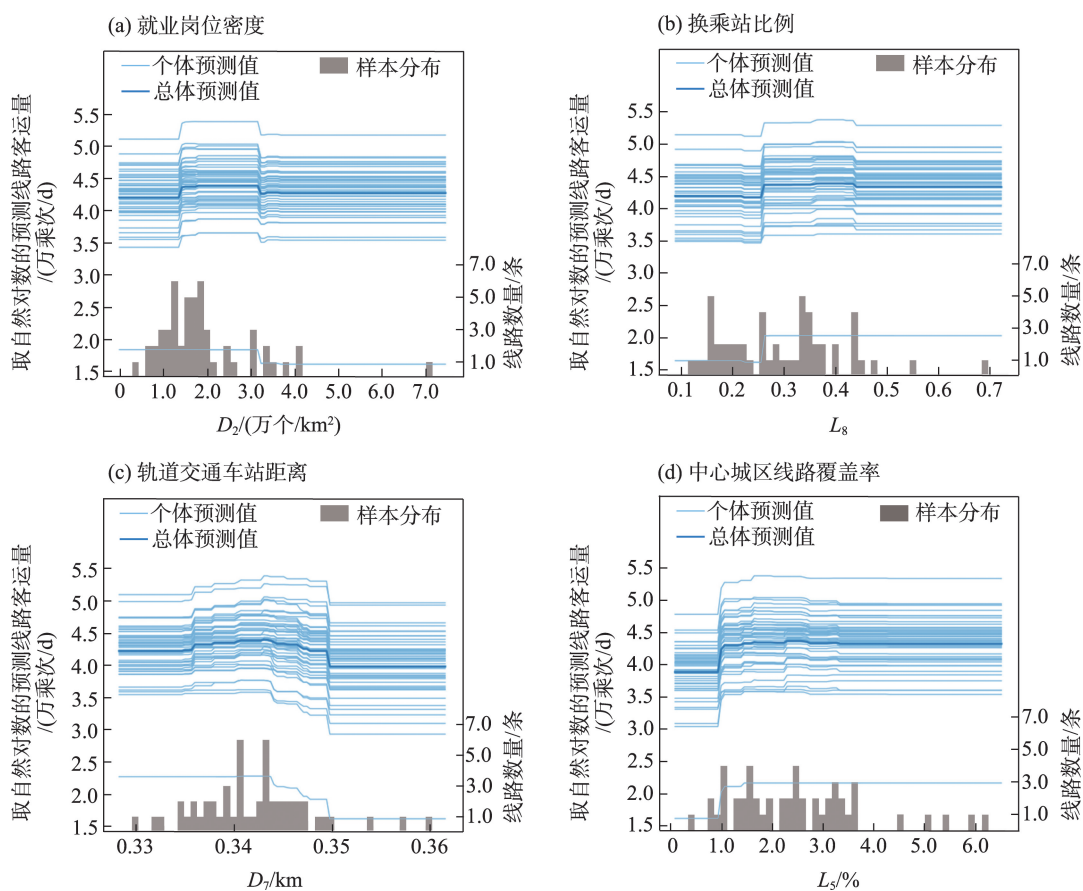 (a) 就业岗位密度
个体预测值
样本分布
总体预测值
取自然对数的预测线路客运量
/(万乘次/d)
5.5
5.0
4.5
4.0
3.5
3.0
2.5
2.0
1.5
7.0
5.0
3.0
1.0
线路数量/条
0 1.0 2.0 3.0 4.0 5.0 6.0 7.0
D₂/(万个/km²)
(b) 换乘站比例
个体预测值
样本分布
总体预测值
取自然对数的预测线路客运量
/(万乘次/d)
5.5
5.0
4.5
4.0
3.5
3.0
2.5
2.0
1.5
7.0
5.0
3.0
1.0
线路数量/条
0.1 0.2 0.3 0.4 0.5 0.6 0.7
L₈
(c) 轨道交通车站距离
个体预测值
样本分布
总体预测值
取自然对数的预测线路客运量
/(万乘次/d)
5.5
5.0
4.5
4.0
3.5
3.0
2.5
2.0
1.5
7.0
5.0
3.0
1.0
线路数量/条
0.33 0.34 0.35 0.36
D₇/km
(d) 中心城区线路覆盖率
个体预测值
样本分布
总体预测值
取自然对数的预测线路客运量
/(万乘次/d)
5.5
5.0
4.5
4.0
3.5
3.0
2.5
2.0
1.5
7.0
5.0
3.0
1.0
线路数量/条
0 1.0 2.0 3.0 4.0 5.0 6.0
L₅/%